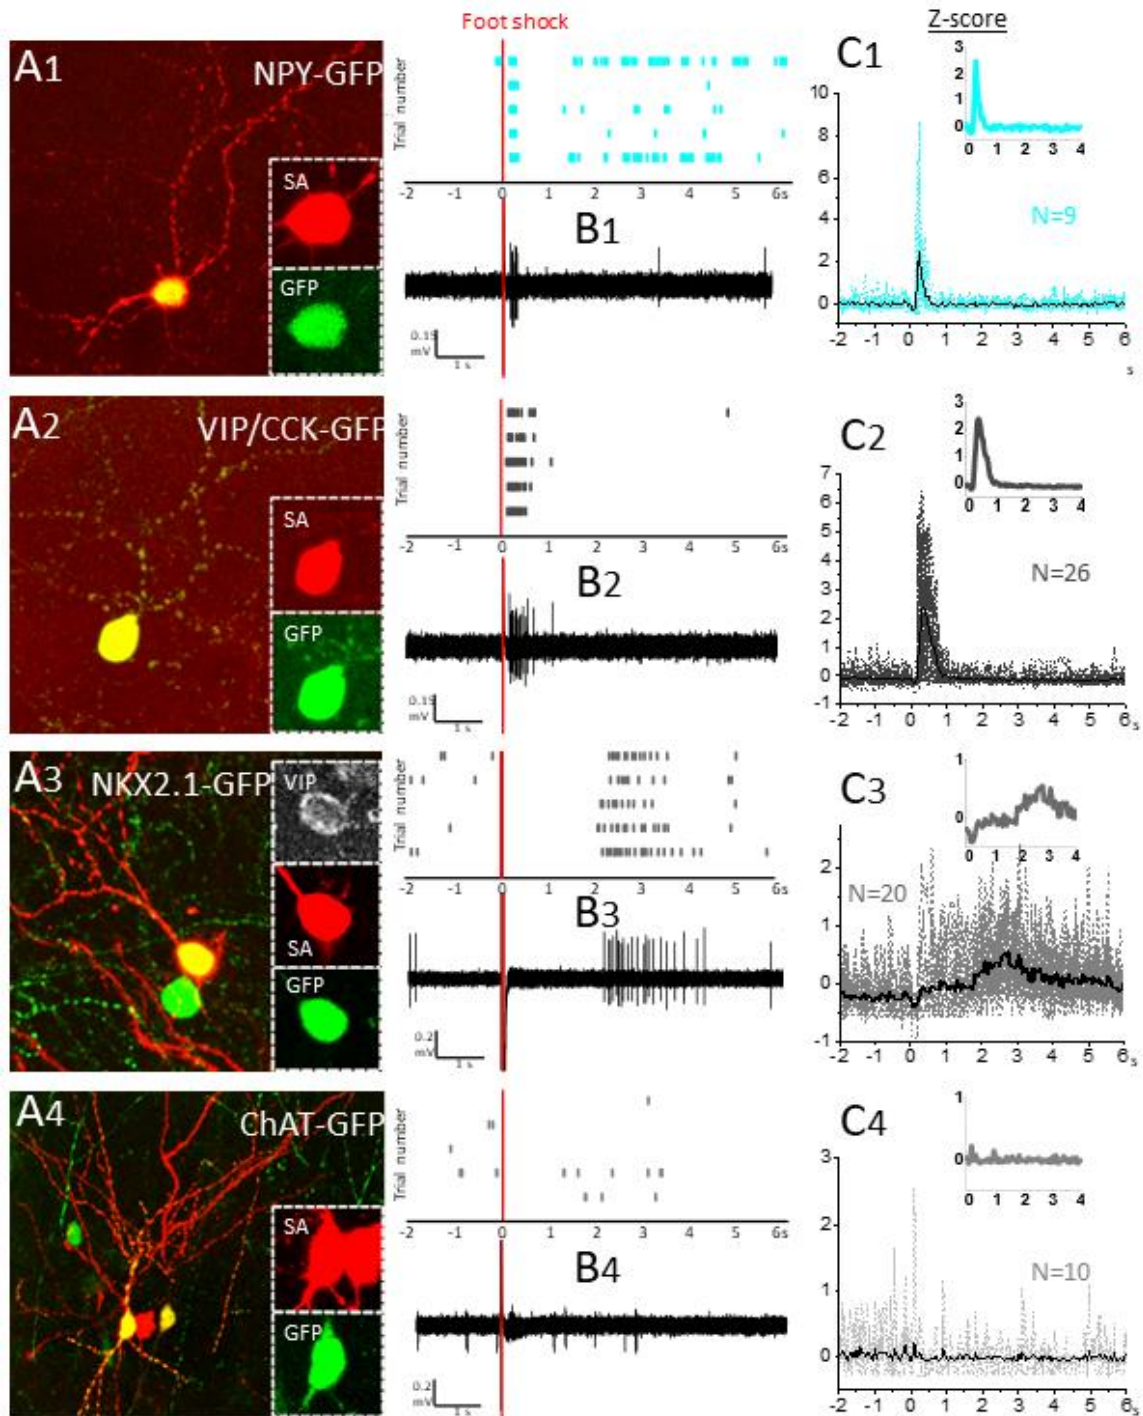 Foot shock
Z-score
A1
NPY-GFP
SA
GFP
Trial number
-2 -1 0 1 2 3 4 5 6s
B1
0.15
mV
1 s
C1
3
2
1
0
0 1 2 3 4
10
8
6
4
2
0
N=9
-2 -1 0 1 2 3 4 5 6
s
A2
VIP/CCK-GFP
SA
GFP
Trial number
-2 -1 0 1 2 3 4 5 6s
B2
0.15
mV
1 s
C2
3
2
1
0
0 1 2 3 4
7
6
5
4
3
2
1
0
-1
N=26
-2 -1 0 1 2 3 4 5 6s
A3
NKX2.1-GFP
VIP
SA
GFP
Trial number
-2 -1 0 1 2 3 4 5 6s
B3
0.2
mV
1 s
C3
1
0
0 1 2 3 4
2
1
0
-1
N=20
-2 -1 0 1 2 3 4 5 6s
A4
ChAT-GFP
SA
GFP
Trial number
-2 -1 0 1 2 3 4 5 6s
B4
0.2
mV
1 s
C4
1
0
0 1 2 3 4
3
2
1
0
N=10
-2 -1 0 1 2 3 4 5 6s